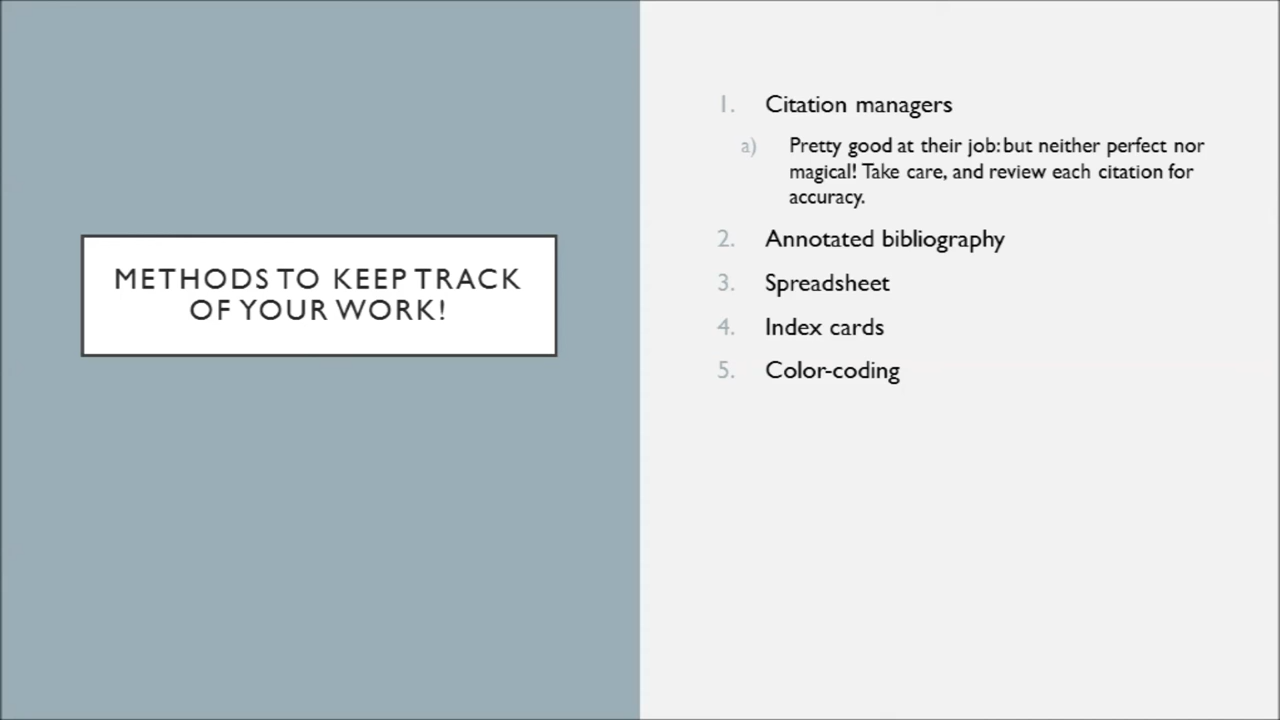 METHODS TO KEEP TRACK
OF YOUR WORK!
1. Citation managers
a) Pretty good at their job: but neither perfect nor
magical! Take care, and review each citation for
accuracy.
2. Annotated bibliography
3. Spreadsheet
4. Index cards
5. Color-coding